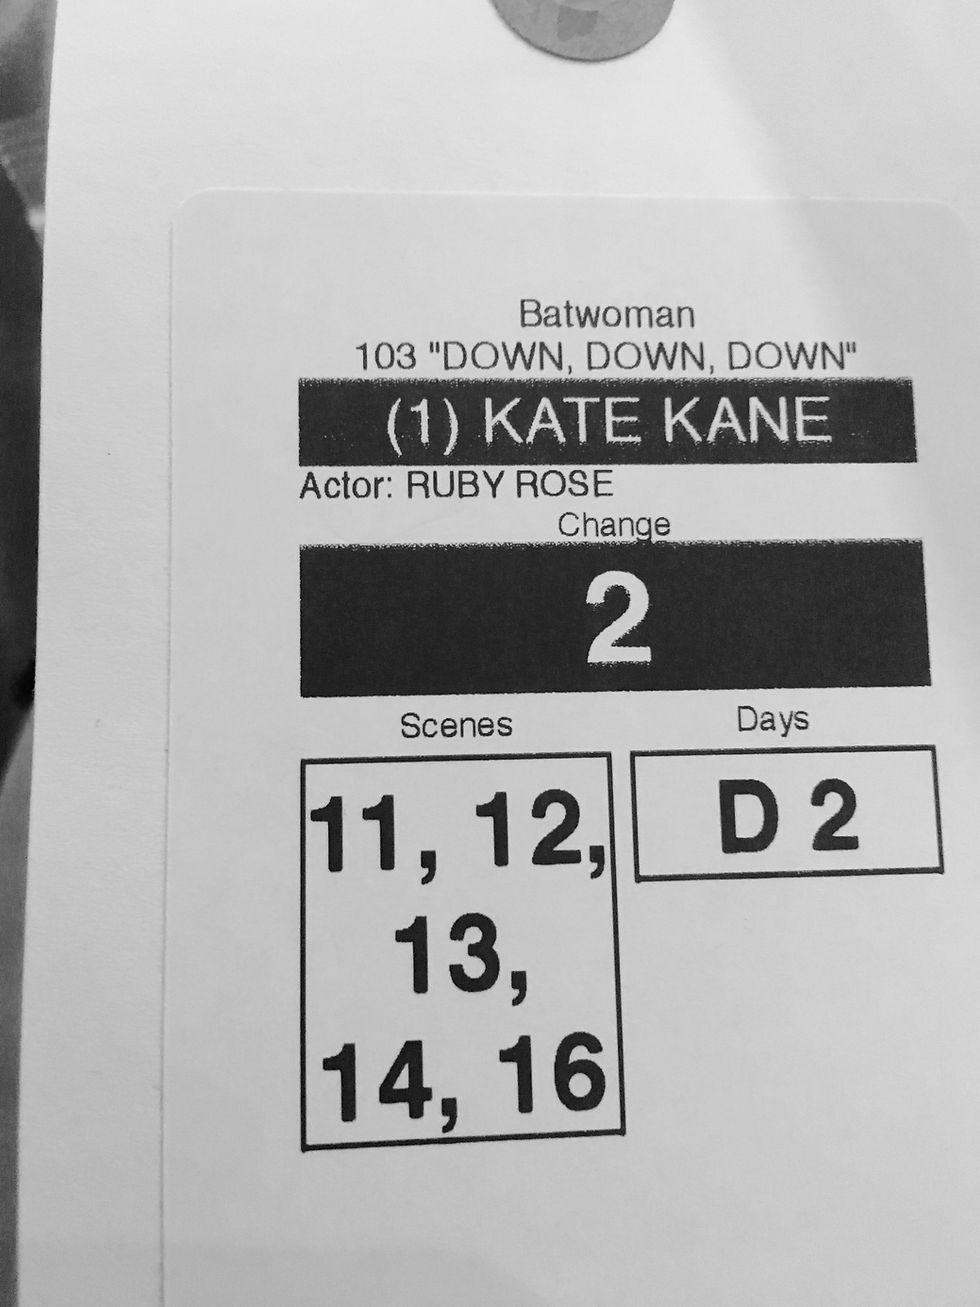 Batwoman
103 "DOWN, DOWN, DOWN"
(1) KATE KANE
Actor: RUBY ROSE
Change
2
Scenes Days
11, 12, D 2
13,
14, 16